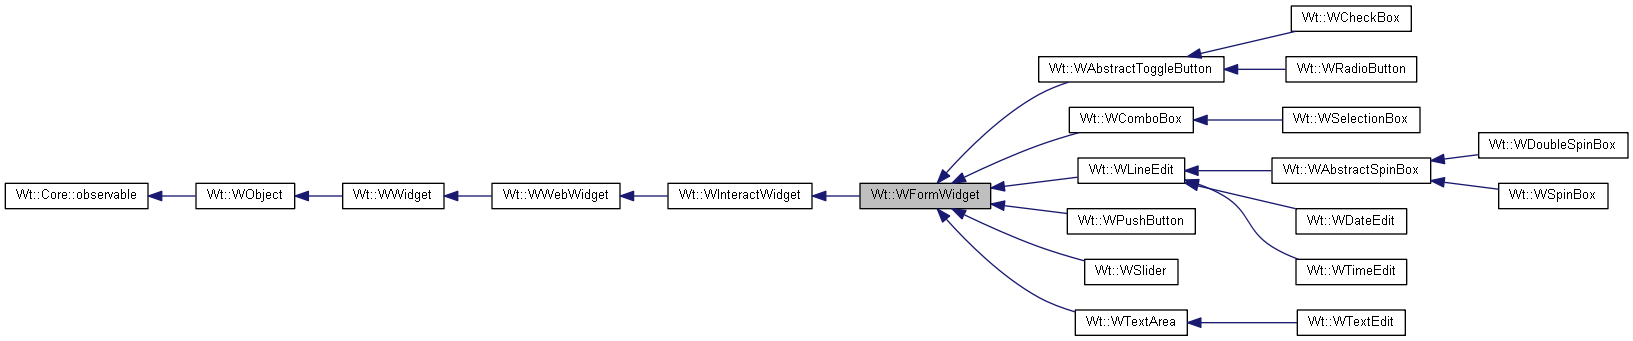 Wt::WCheckBox
Wt::WAbstractToggleButton
Wt::WRadioButton
Wt::WComboBox
Wt::WSelectionBox
Wt::WDoubleSpinBox
Wt::WLineEdit
Wt::WAbstractSpinBox
Wt::Core::observable
Wt::WObject
Wt::WWidget
Wt::WWebWidget
Wt::WInteractWidget
Wt::WFormWidget
Wt::WSpinBox
Wt::WPushButton
Wt::WDateEdit
Wt::WSlider
Wt::WTimeEdit
Wt::WTextArea
Wt::WTextEdit